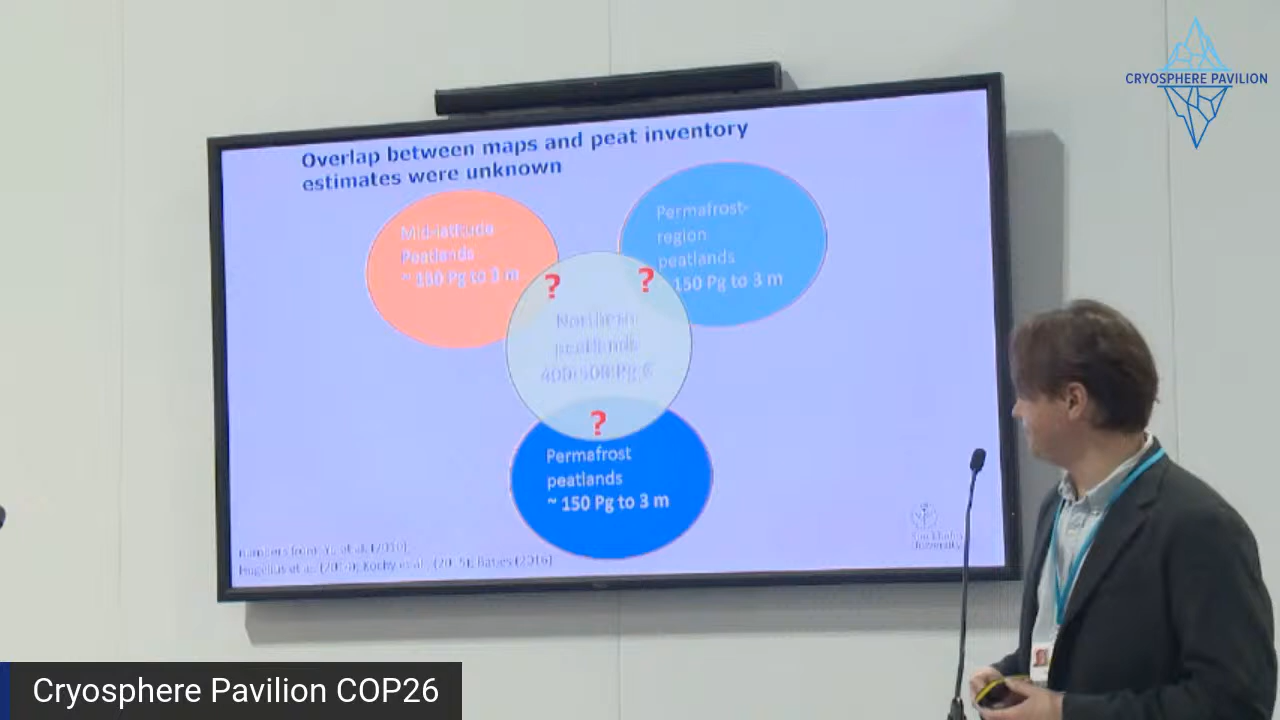 CRYOSPHERE PAVILION
Overlap between maps and peat inventory
estimates were unknown
Mid-latitude
Peatlands
Pg to 3 m
Permafrost-
region
peatlands
150 Pg to 3 m
?
?
Northern
peatlands
400-500 Pg C
?
Permafrost
peatlands
~ 150 Pg to 3 m
University
Cryosphere Pavilion COP26